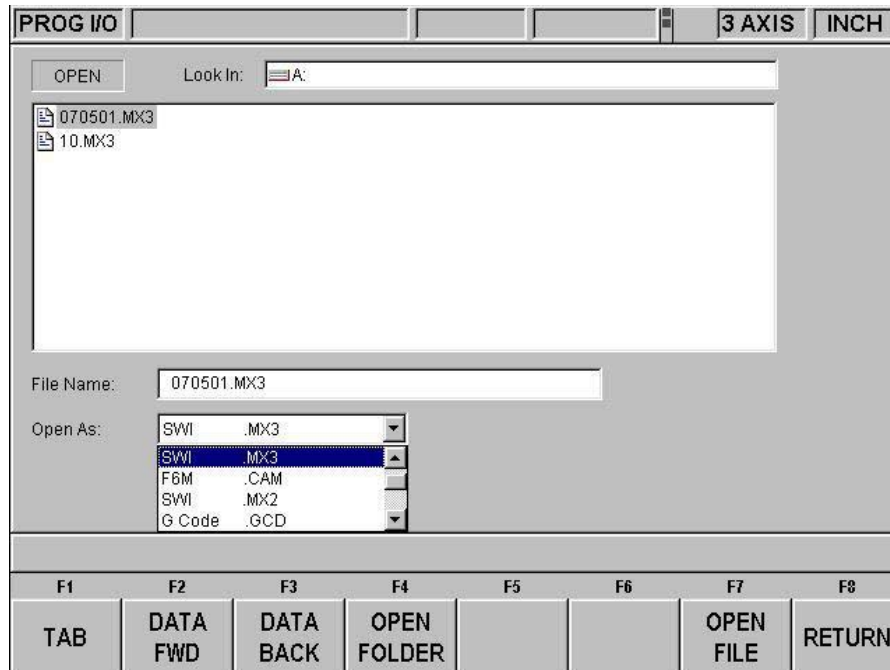 PROG I/O 3 AXIS INCH
OPEN Look In: A:
070501.MX3
10.MX3
File Name: 070501.MX3
Open As: SWI .MX3
SWI .MX3
F6M .CAM
SWI .MX2
G Code .GCD
F1 F2 F3 F4 F5 F6 F7 F8
TAB DATA FWD DATA BACK OPEN FOLDER OPEN FILE RETURN